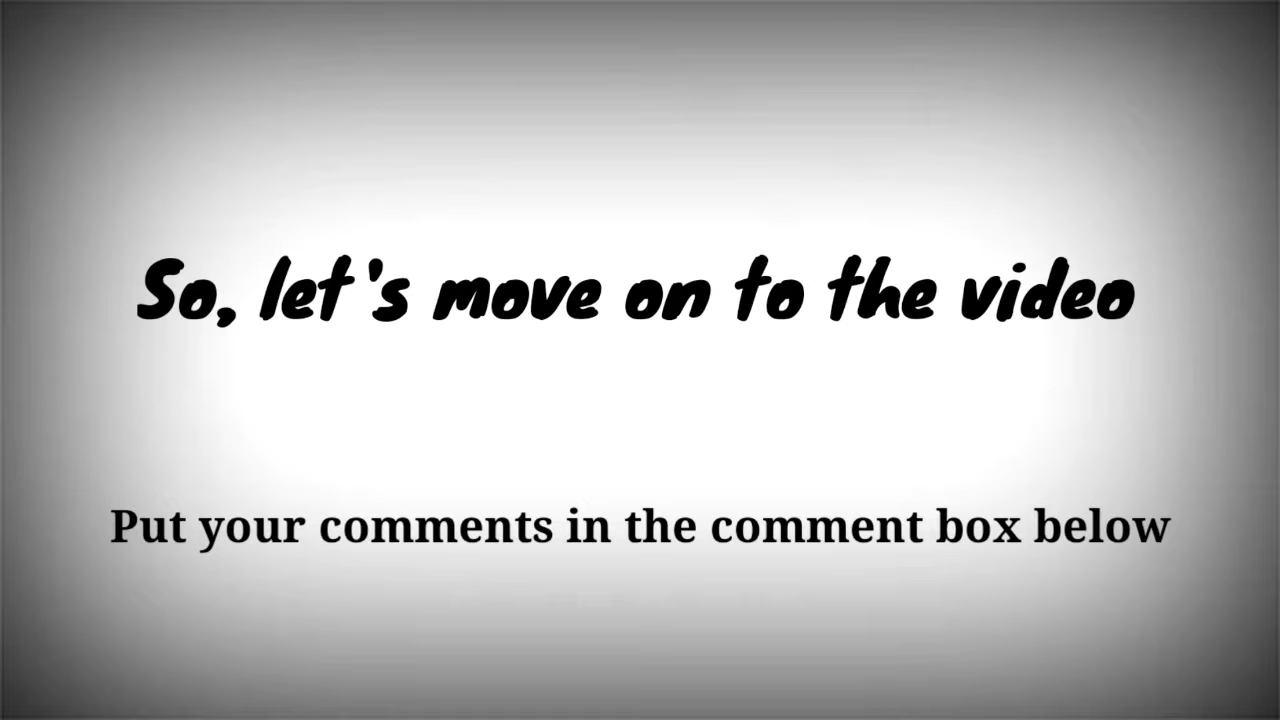 So, let's move on to the video
Put your comments in the comment box below